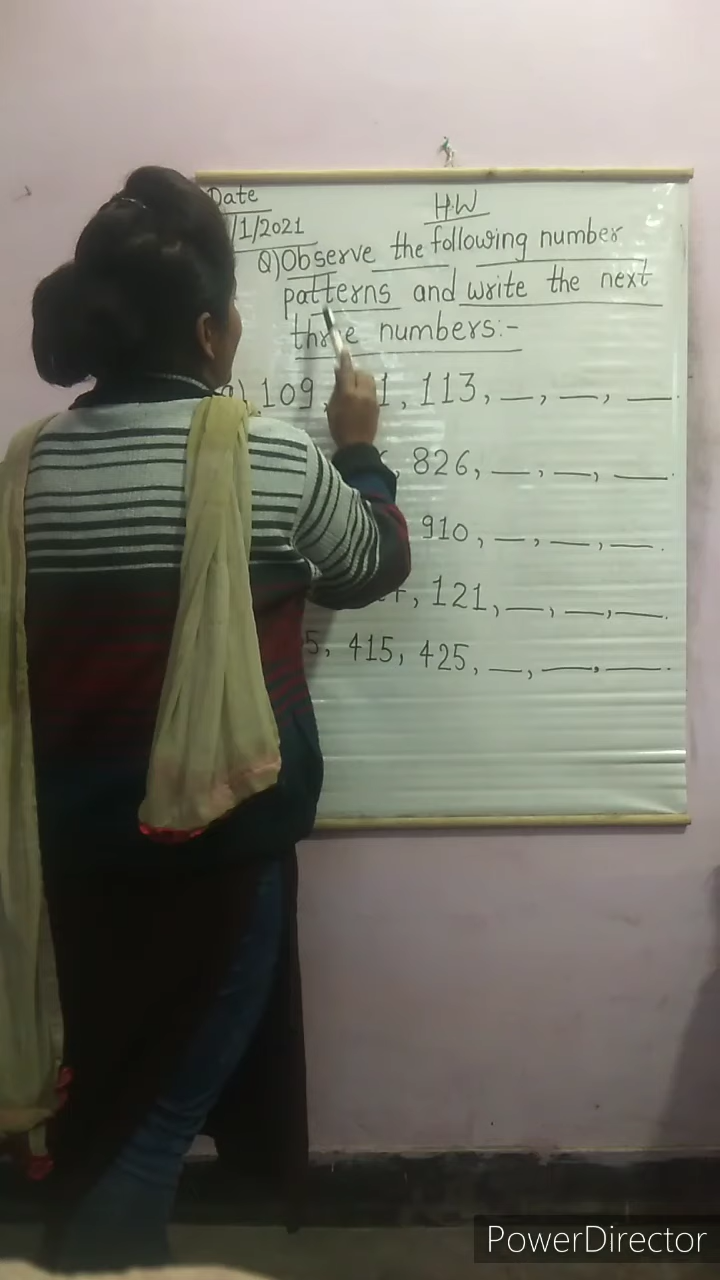 Date
/1/2021
H.W
Q) Observe the following number
patterns and write the next
three numbers:-
109, 113, __, __, __.
, 826, __, __, __.
910, __, __, __.
, 121, __, __, __.
5, 415, 425, __, __, __.
PowerDirector